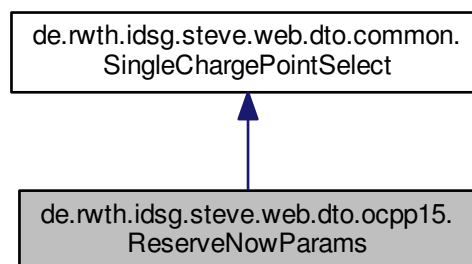 de.rwth.idsg.steve.web.dto.common.
SingleChargePointSelect
de.rwth.idsg.steve.web.dto.ocpp15.
ReserveNowParams